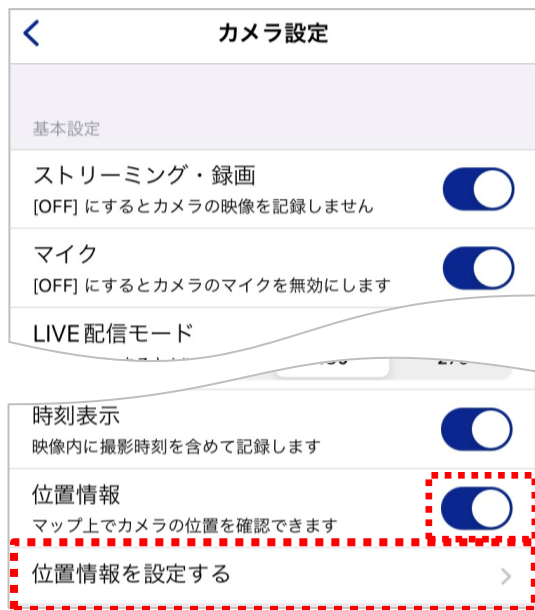 カメラ設定
基本設定
ストリーミング・録画
[OFF] にするとカメラの映像を記録しません
マイク
[OFF] にするとカメラのマイクを無効にします
LIVE配信モード
時刻表示
映像内に撮影時刻を含めて記録します
位置情報
マップ上でカメラの位置を確認できます
位置情報を設定する